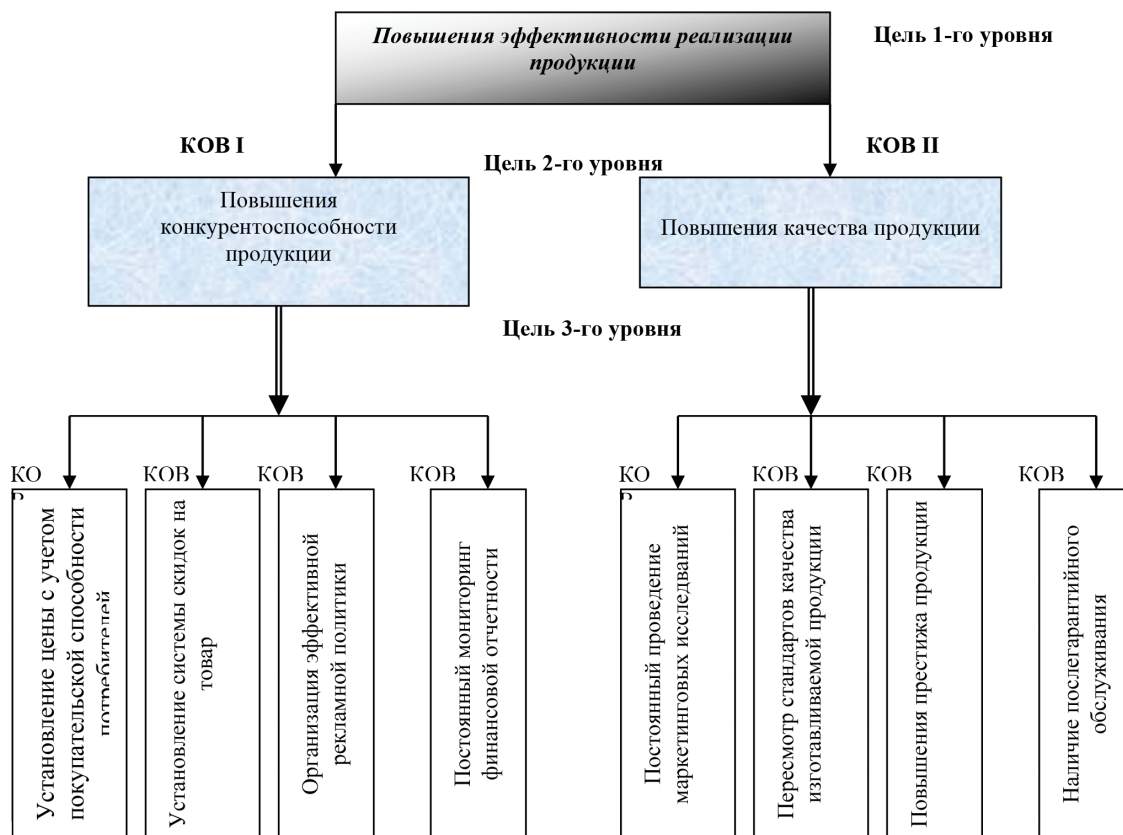 Повышения эффективности реализации
продукции
Цель 1-го уровня
КОВ I
Цель 2-го уровня
КОВ II
Повышения
конкурентоспособности
продукции
Повышения качества продукции
Цель 3-го уровня
КО
КОВ
КОВ
КОВ
КО
КОВ
КОВ
КОВ
Установление цены с учетом
покупательской способности
потребителей
Установление системы скидок на
товар
Организация эффективной
рекламной политики
Постоянный мониторинг
финансовой отчетности
Постоянный проведение
маркетинговых исследваний
Пересмотр стандартов качества
изготавливаемой продукции
Повышения престижа продукции
Наличие послегарантийного
обслуживания